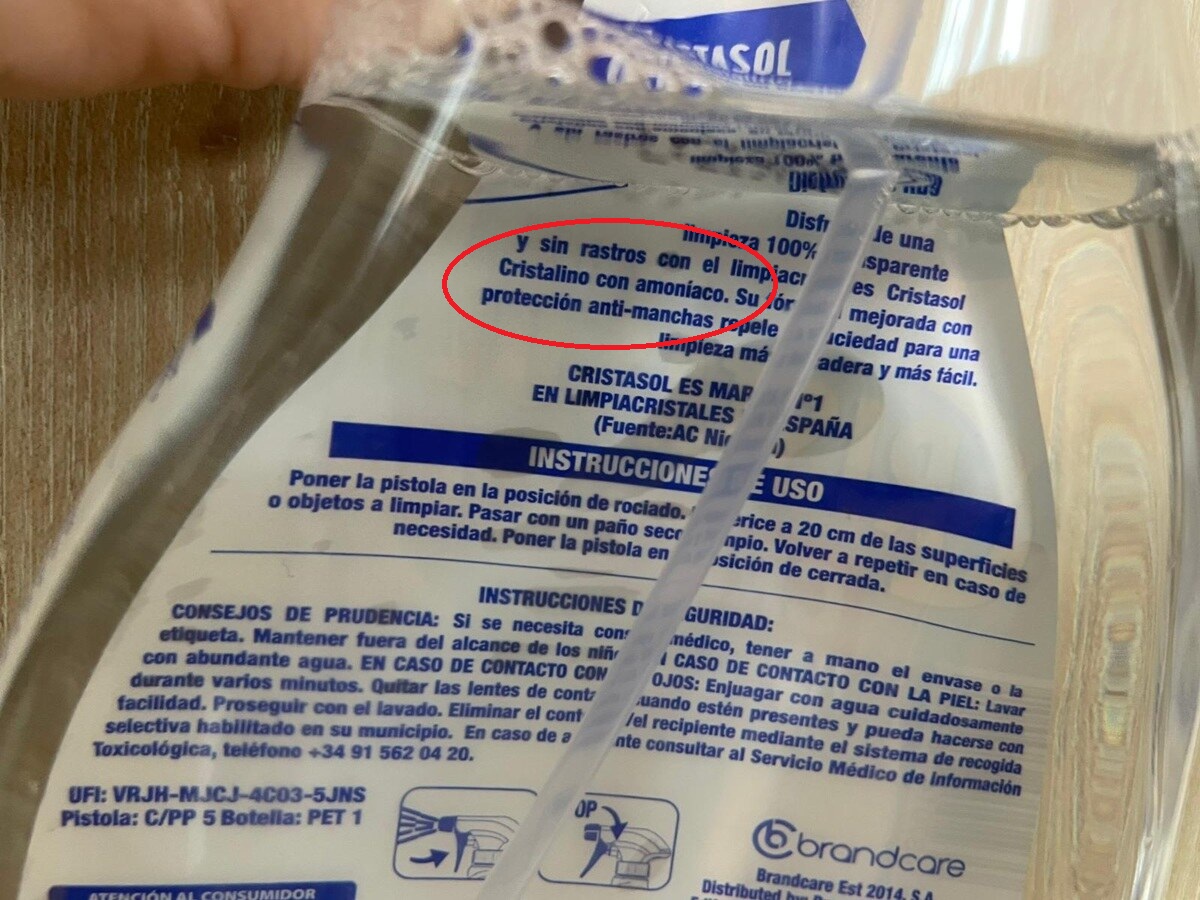 TASOL
Disf de una
limpieza 100% sparente
y sin rastros con el limpiacr es Cristasol
Cristalino con amoníaco. Su fór mejorada con
protección anti-manchas repele uciedad para una
limpieza má adera y más fácil.
CRISTASOL ES MAR Nº1
EN LIMPIACRISTALES SPAÑA
(Fuente:AC Ni )
INSTRUCCIONES DE USO
Poner la pistola en la posición de rociado. erice a 20 cm de las superficies
o objetos a limpiar. Pasar con un paño seco mpio. Volver a repetir en caso de
necesidad. Poner la pistola en osición de cerrada.
INSTRUCCIONES D GURIDAD:
CONSEJOS DE PRUDENCIA: Si se necesita cons médico, tener a mano el envase o la
etiqueta. Mantener fuera del alcance de los niño N CASO DE CONTACTO CON LA PIEL: Lavar
con abundante agua. EN CASO DE CONTACTO CON OJOS: Enjuagar con agua cuidadosamente
durante varios minutos. Quitar las lentes de conta uando estén presentes y pueda hacerse con
facilidad. Proseguir con el lavado. Eliminar el cont /el recipiente mediante el sistema de recogida
selectiva habilitado en su municipio. En caso de a nte consultar al Servicio Médico de Información
Toxicológica, teléfono +34 91 562 04 20.
UFI: VRJH-MJCJ-4C03-5JNS
Pistola: C/PP 5 Botella: PET 1
OP
brandcare
Brandcare Est 2014, S.A.
Distributed by:
ATENCIÓN AL CONSUMIDOR